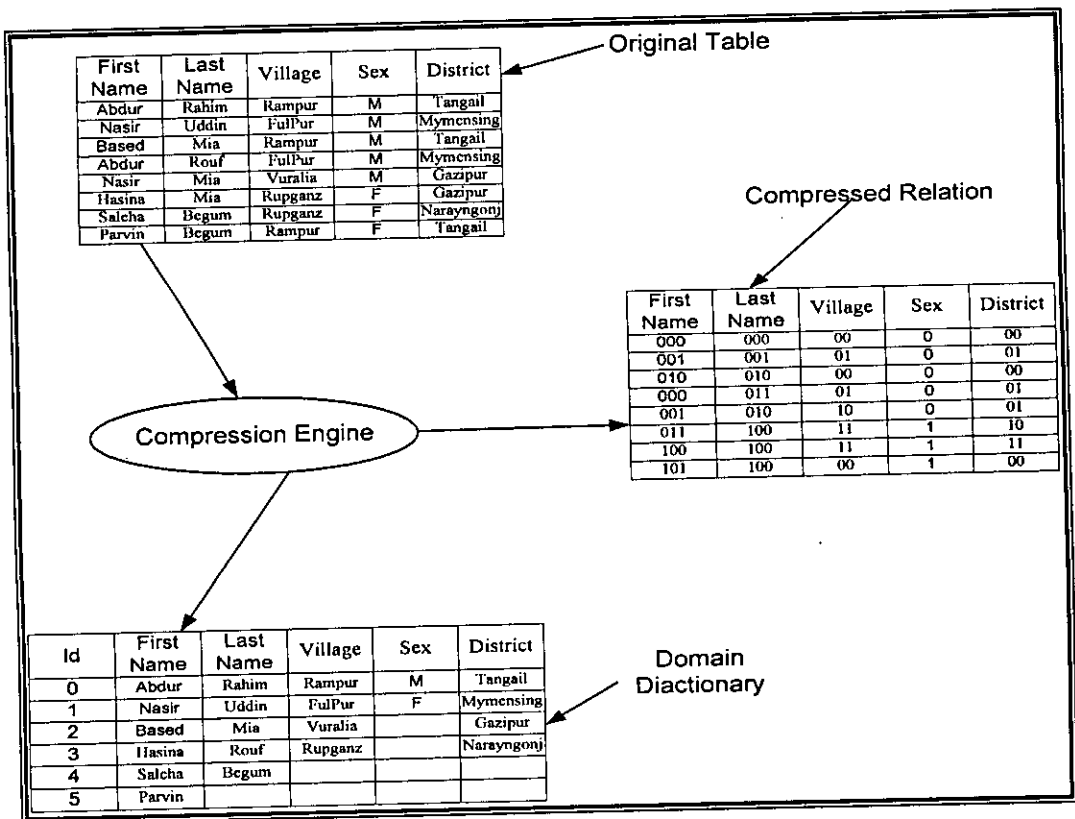 Original Table
First Name | Last Name | Village | Sex | District
Abdur | Rahim | Rampur | M | Tangail
Nasir | Uddin | FulPur | M | Mymensing
Based | Mia | Rampur | M | Tangail
Abdur | Rouf | FulPur | M | Mymensing
Nasir | Mia | Vuralia | M | Gazipur
Hasina | Mia | Rupganz | F | Gazipur
Saleha | Begum | Rupganz | F | Narayngonj
Parvin | Begum | Rampur | F | Tangail
Compressed Relation
First Name | Last Name | Village | Sex | District
000 | 000 | 00 | 0 | 00
001 | 001 | 01 | 0 | 01
010 | 010 | 00 | 0 | 00
000 | 011 | 01 | 0 | 01
001 | 010 | 10 | 0 | 01
011 | 100 | 11 | 1 | 10
100 | 100 | 11 | 1 | 11
101 | 100 | 00 | 1 | 00
Compression Engine
Id | First Name | Last Name | Village | Sex | District
0 | Abdur | Rahim | Rampur | M | Tangail
1 | Nasir | Uddin | FulPur | F | Mymensing
2 | Based | Mia | Vuralia | | Gazipur
3 | Hasina | Rouf | Rupganz | | Narayngonj
4 | Saleha | Begum
5 | Parvin
Domain
Diactionary